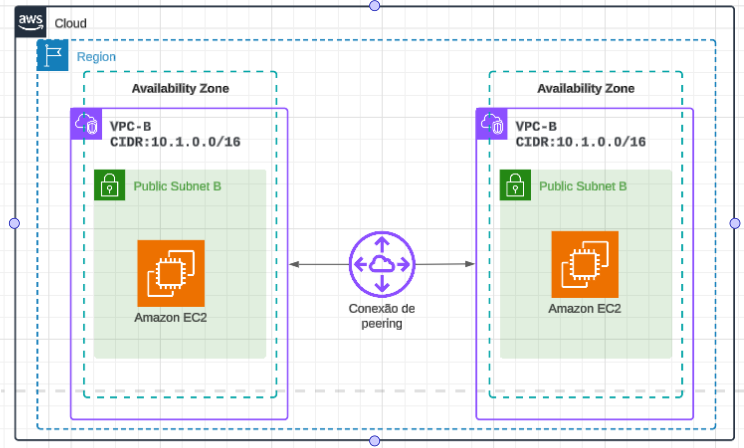 aws
Cloud
Region
Availability Zone
VPC-B
CIDR:10.1.0.0/16
Public Subnet B
Amazon EC2
Conexão de
peering
Availability Zone
VPC-B
CIDR:10.1.0.0/16
Public Subnet B
Amazon EC2